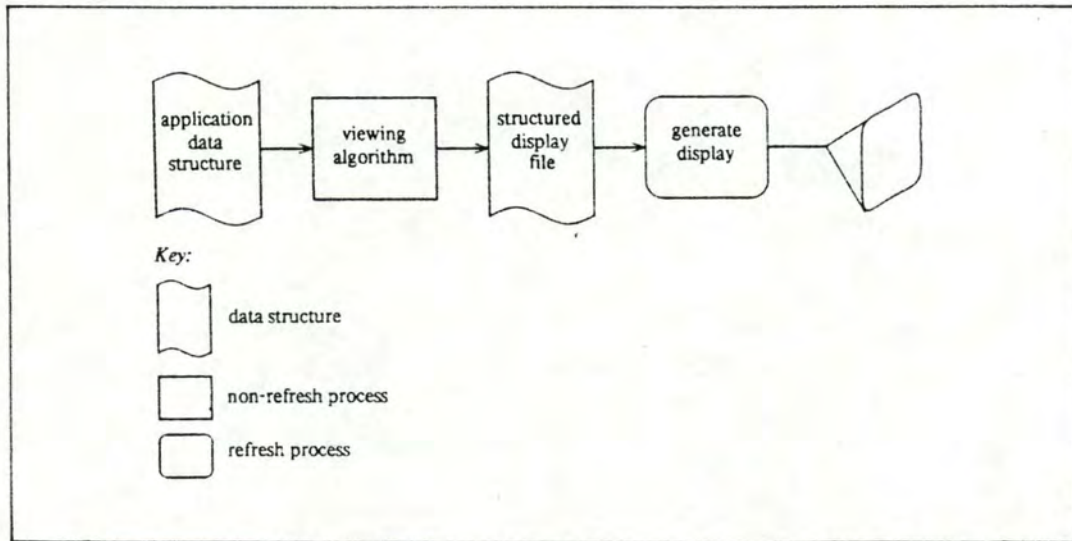 application
data
structure
viewing
algorithm
structured
display
file
generate
display
Key:
data structure
non-refresh process
refresh process